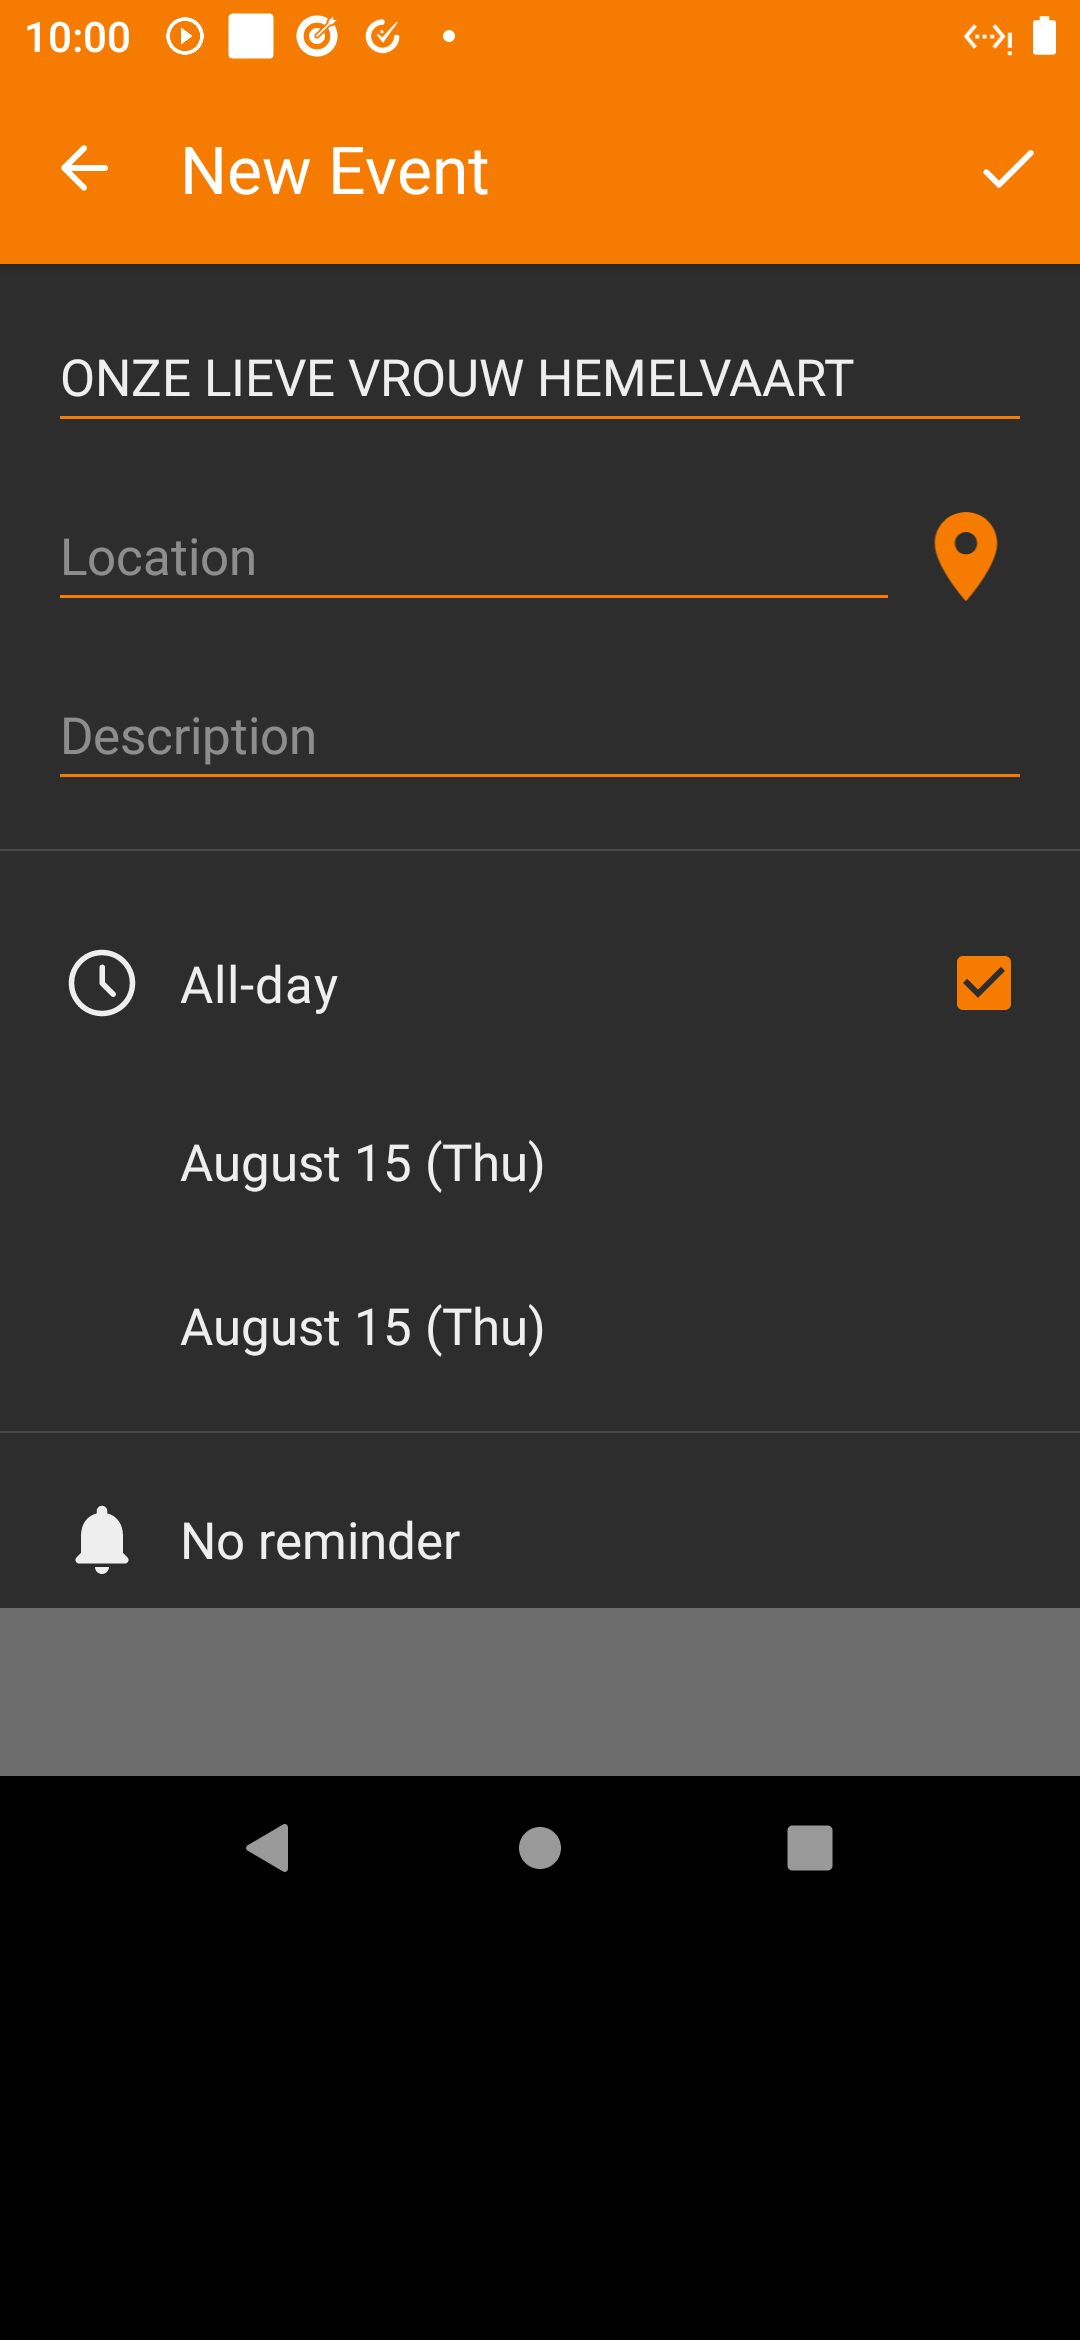 10:00
New Event
ONZE LIEVE VROUW HEMELVAART
Location
Description
All-day
August 15 (Thu)
August 15 (Thu)
No reminder